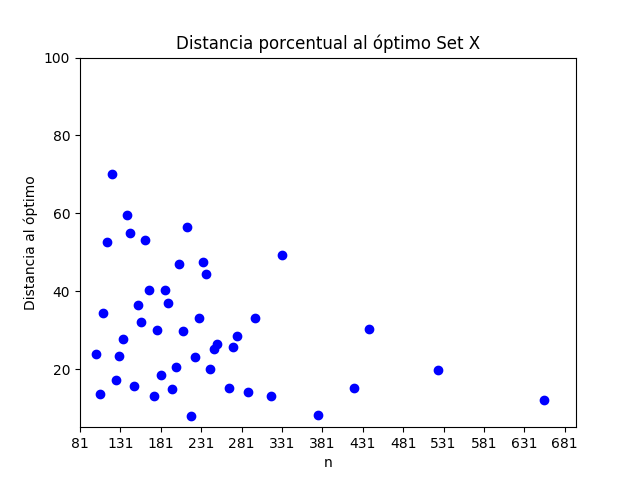 Distancia porcentual al óptimo Set X
Distancia al óptimo
100
80
60
40
20
81 131 181 231 281 331 381 431 481 531 581 631 681
n